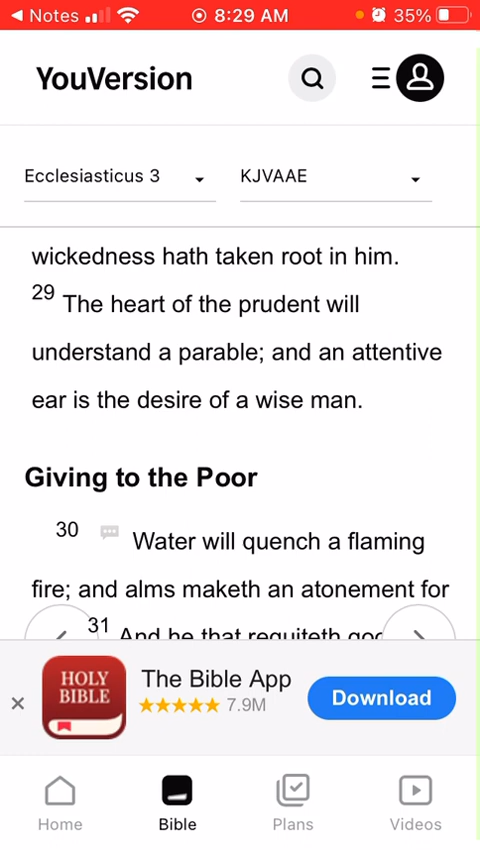 Notes 8:29 AM 35%
YouVersion
Ecclesiasticus 3 KJVAAE
wickedness hath taken root in him.
29 The heart of the prudent will
understand a parable; and an attentive
ear is the desire of a wise man.
Giving to the Poor
30 Water will quench a flaming
fire; and alms maketh an atonement for
31 And he that requiteth
HOLY BIBLE
The Bible App
7.9M
Download
Home Bible Plans Videos